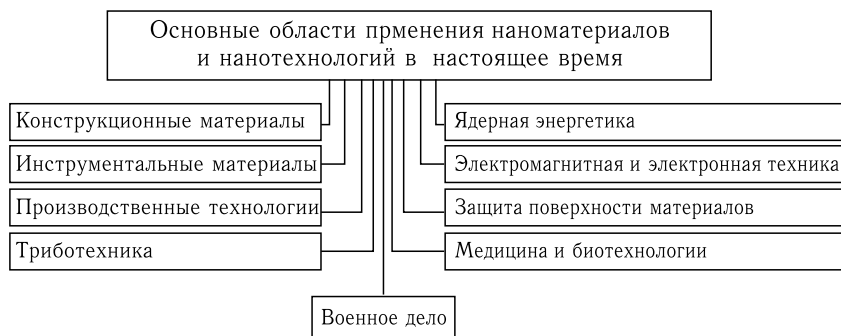 Основные области прменения наноматериалов
и нанотехнологий в настоящее время
Конструкционные материалы
Инструментальные материалы
Производственные технологии
Триботехника
Ядерная энергетика
Электромагнитная и электронная техника
Защита поверхности материалов
Медицина и биотехнологии
Военное дело